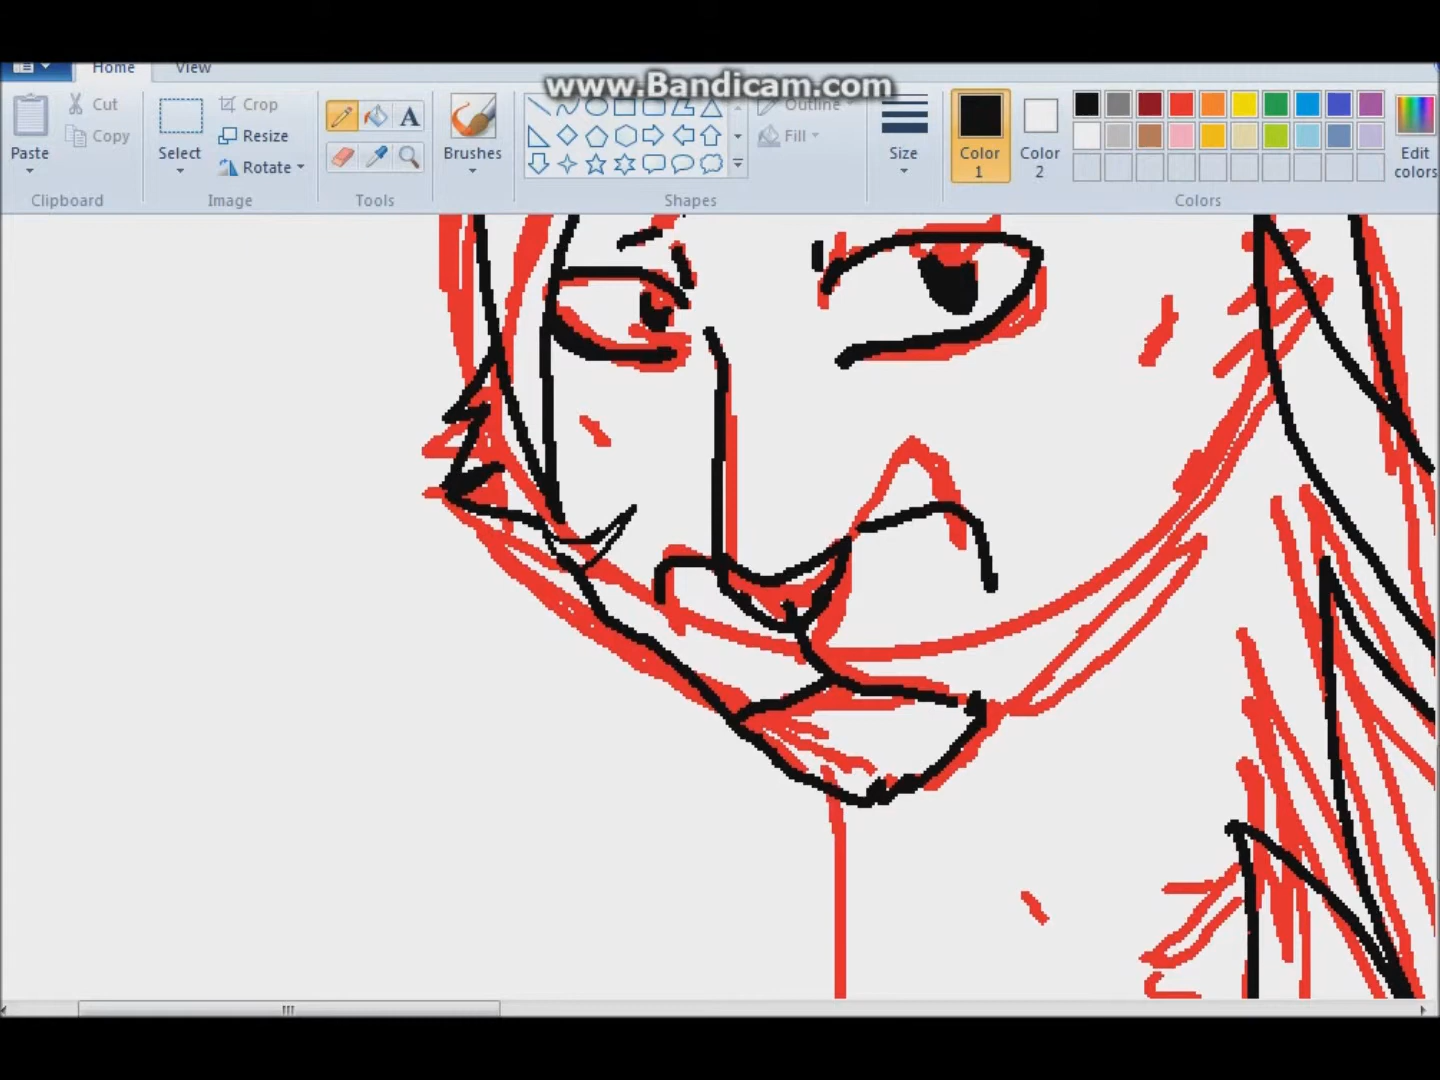 Home View
www.Bandicam.com
Cut
Copy
Paste
Clipboard
Crop
Resize
Rotate
Select
Image
Tools
Brushes
Shapes
Outline
Fill
Size
Color
1
Color
2
Edit
colors
Colors